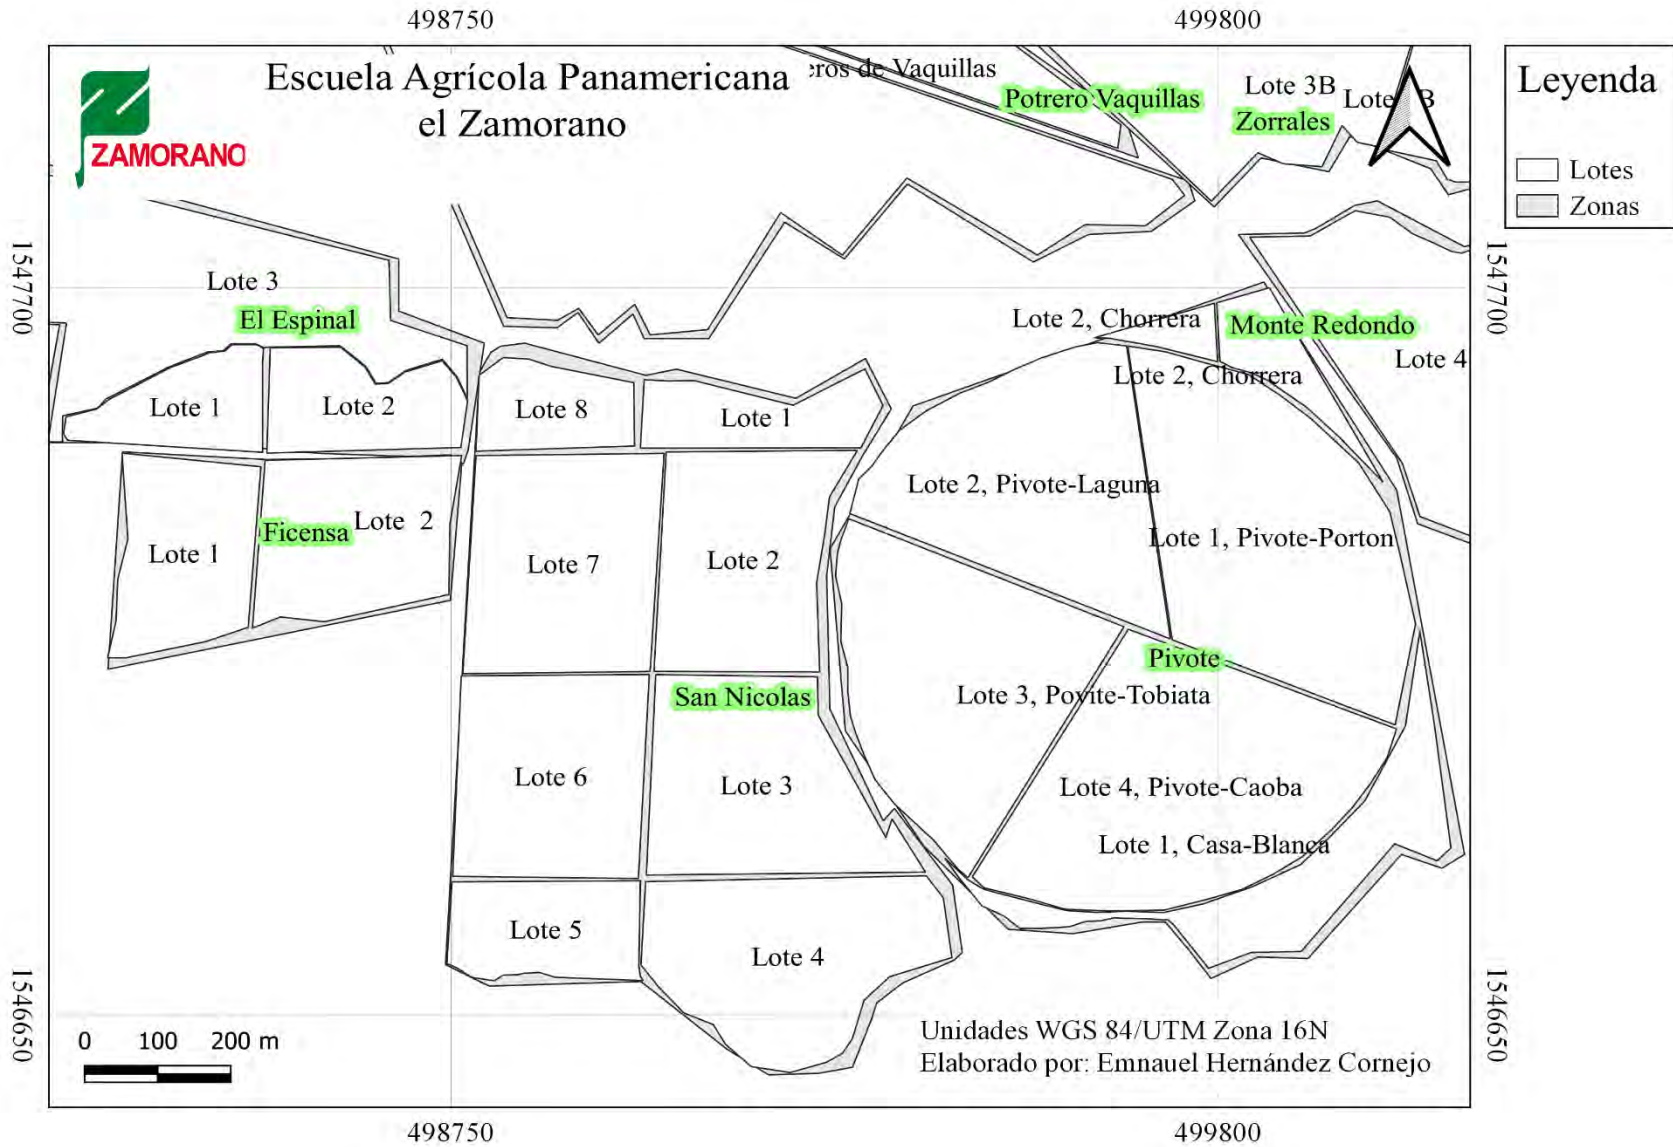 498750
499800
Escuela Agrícola Panamericana
el Zamorano
ZAMORANO
de Vaquillas
Potrero Vaquillas
Lote 3B
Zorrales
Leyenda
Lotes
Zonas
1547700
1547700
Lote 3
El Espinal
Lote 2, Chorrera
Monte Redondo
Lote 4
Lote 2, Chorrera
Lote 1
Lote 2
Lote 8
Lote 1
Lote 2, Pivote-Laguna
Lote 1
Ficensa
Lote 2
Lote 7
Lote 2
Lote 1, Pivote-Porton
Pivote
San Nicolas
Lote 3, Povite-Tobiata
Lote 6
Lote 3
Lote 4, Pivote-Caoba
Lote 1, Casa-Blanca
Lote 5
Lote 4
1546650
1546650
0 100 200 m
Unidades WGS 84/UTM Zona 16N
Elaborado por: Emnauel Hernández Cornejo
498750
499800